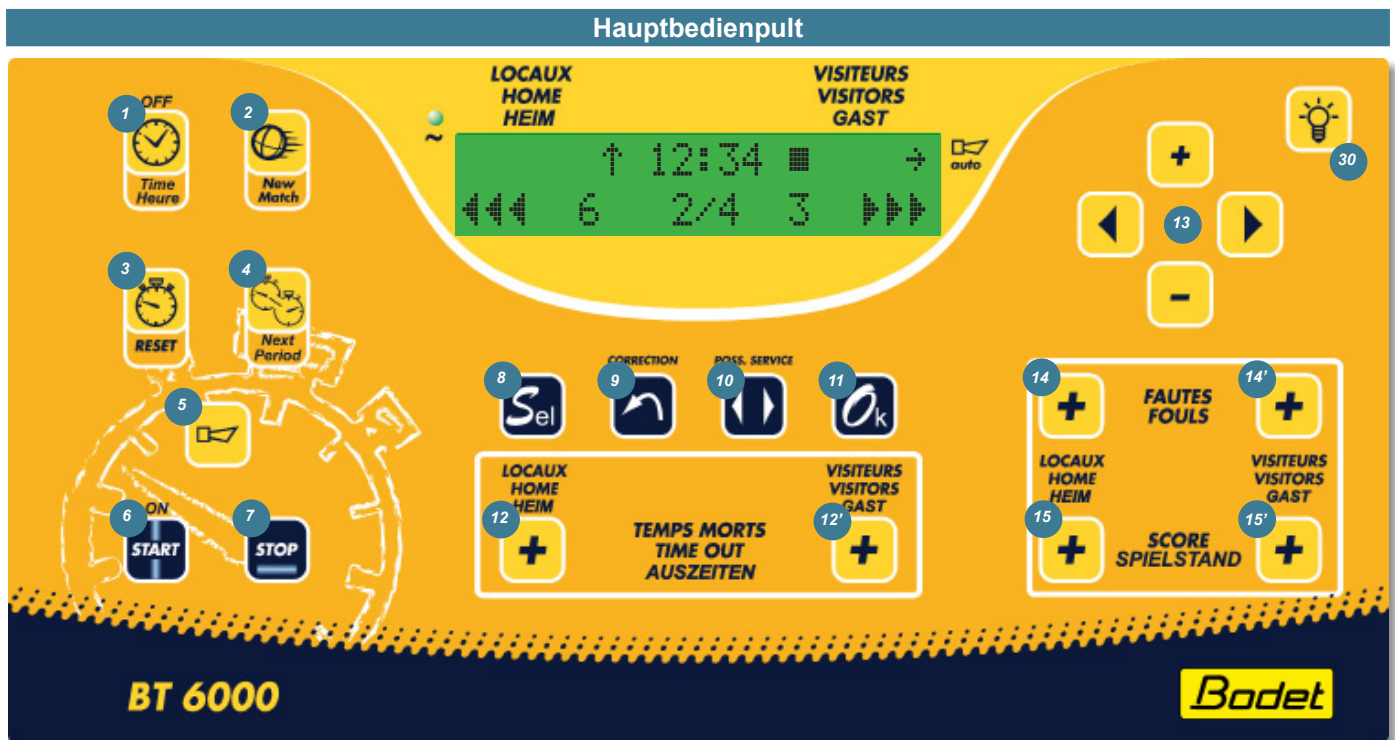 Hauptbedienpult
LOCAUX
HOME
HEIM
VISITEURS
VISITORS
GAST
OFF
1
2
Time
Heure
New
Match
~
↑ 12:34 ■ →
auto
◀◀◀ 6 2/4 3 ▶▶▶
30
+
◀ 13 ▶
-
3
4
RESET
Next
Period
5
6
ON
START
7
STOP
CORRECTION
POSS. SERVICE
8
Sel
9
10
11
Ok
LOCAUX
HOME
HEIM
VISITEURS
VISITORS
GAST
12
+
TEMPS MORTS
TIME OUT
AUSZEITEN
12'
+
14
+
FAUTES
FOULS
14'
+
LOCAUX
HOME
HEIM
VISITEURS
VISITORS
GAST
15
+
SCORE
SPIELSTAND
15'
+
BT 6000
Bodet